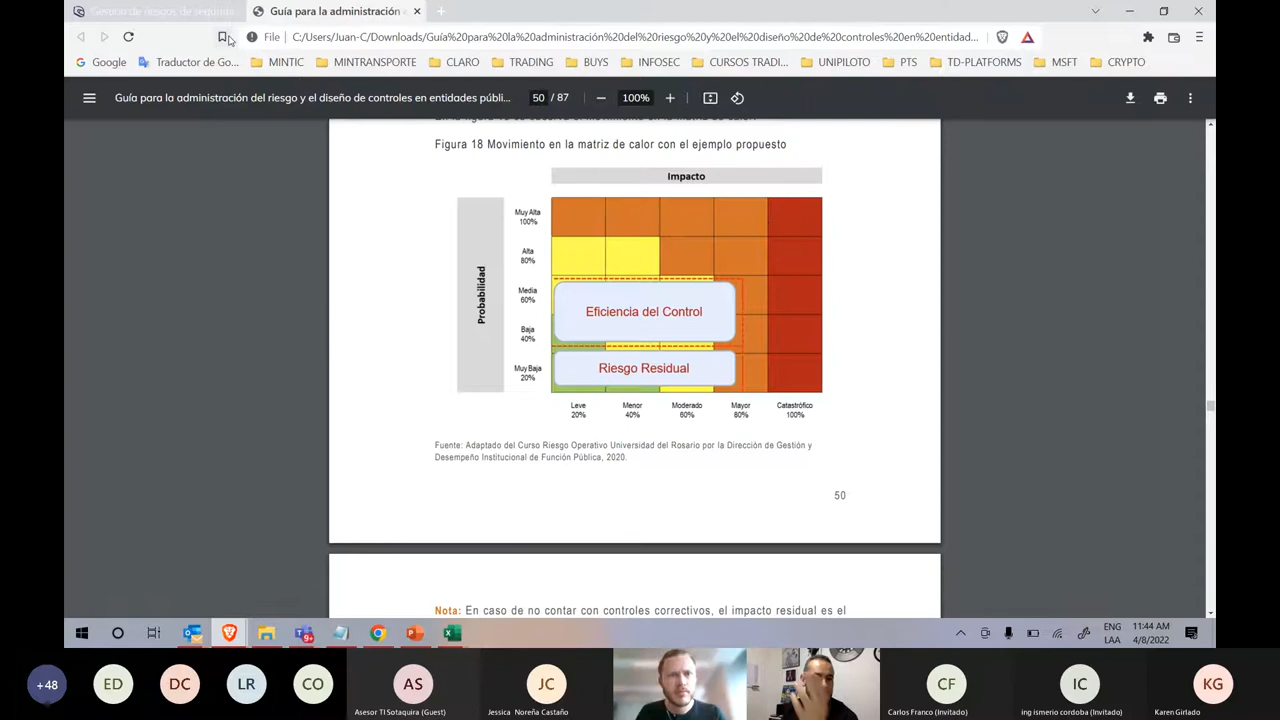 Gestión de riesgos de segurida
Guía para la administración
File
C:/Users/Juan-C/Downloads/Guía%20para%20la%20administración%20del%20riesgo%20y%20el%20diseño%20de%20controles%20en%20entidad...
Google
Traductor de Go...
MINTIC
MINTRANSPORTE
CLARO
TRADING
BUYS
INFOSEC
CURSOS TRADI...
UNIPILOTO
PTS
TD-PLATFORMS
MSFT
CRYPTO
Guía para la administración del riesgo y el diseño de controles en entidades públi...
50 / 87
100%
Figura 18 Movimiento en la matriz de calor con el ejemplo propuesto
Impacto
Probabilidad
Muy Alta
100%
Alta
80%
Media
60%
Baja
40%
Muy Baja
20%
Eficiencia del Control
Riesgo Residual
Leve
20%
Menor
40%
Moderado
60%
Mayor
80%
Catastrófico
100%
Fuente: Adaptado del Curso Riesgo Operativo Universidad del Rosario por la Dirección de Gestión y
Desempeño Institucional de Función Pública, 2020.
50
Nota: En caso de no contar con controles correctivos, el impacto residual es el
9+
ENG
LAA
11:44 AM
4/8/2022
+48
ED
DC
LR
CO
AS
Asesor TI Sotaquira (Guest)
JC
Jessica Noreña Castaño
CF
Carlos Franco (Invitado)
IC
ing ismerio cordoba (Invitado)
KG
Karen Girlado